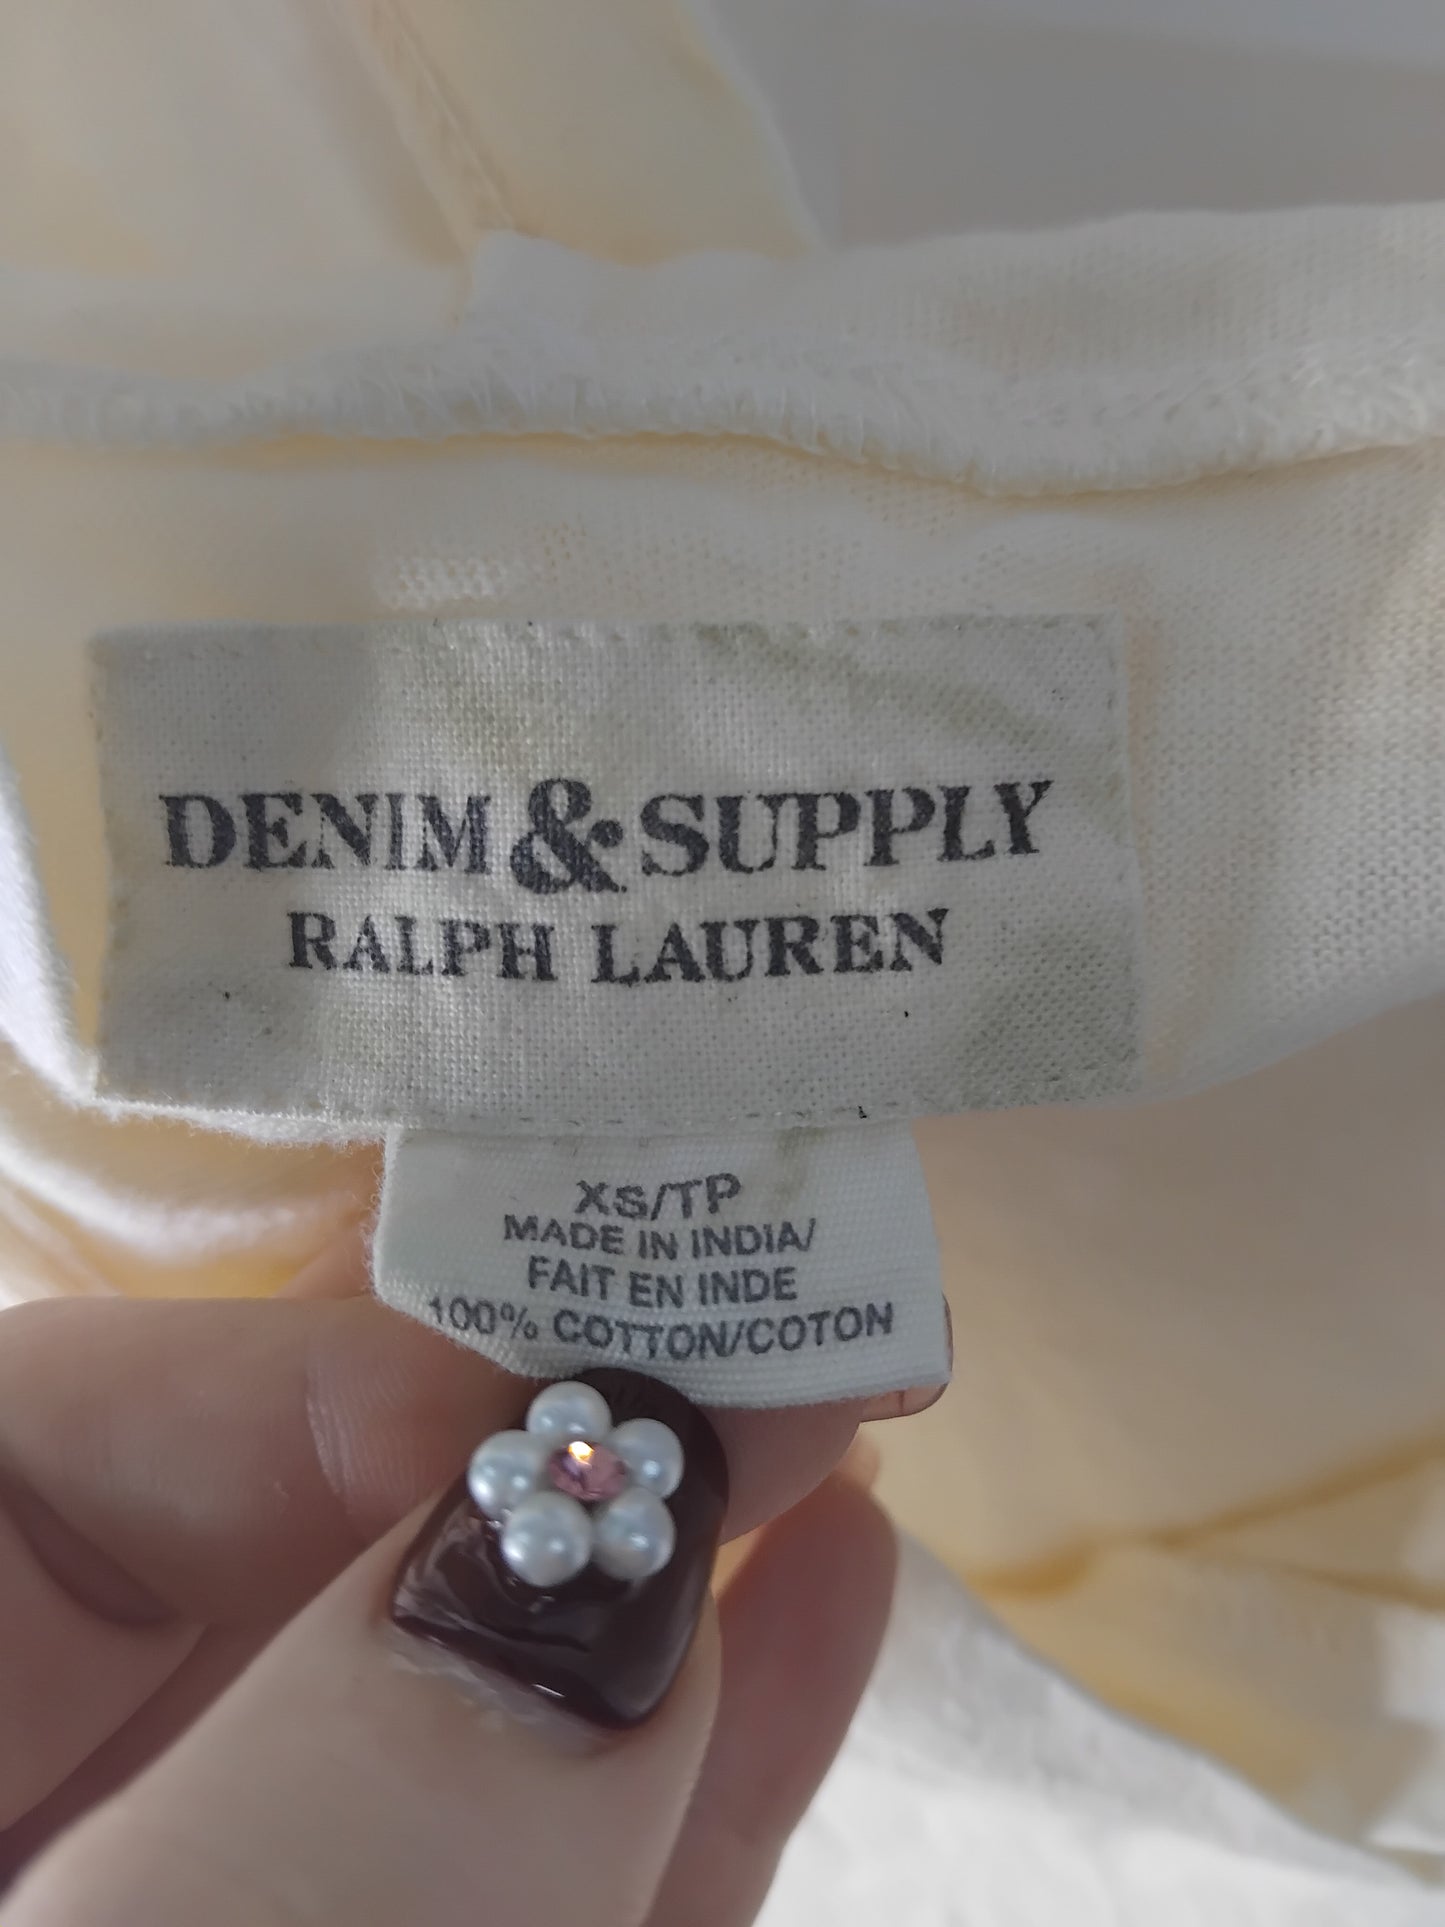 DENIM & SUPPLY
RALPH LAUREN
XS/TP
MADE IN INDIA/
FAIT EN INDE
100% COTTON/COTON